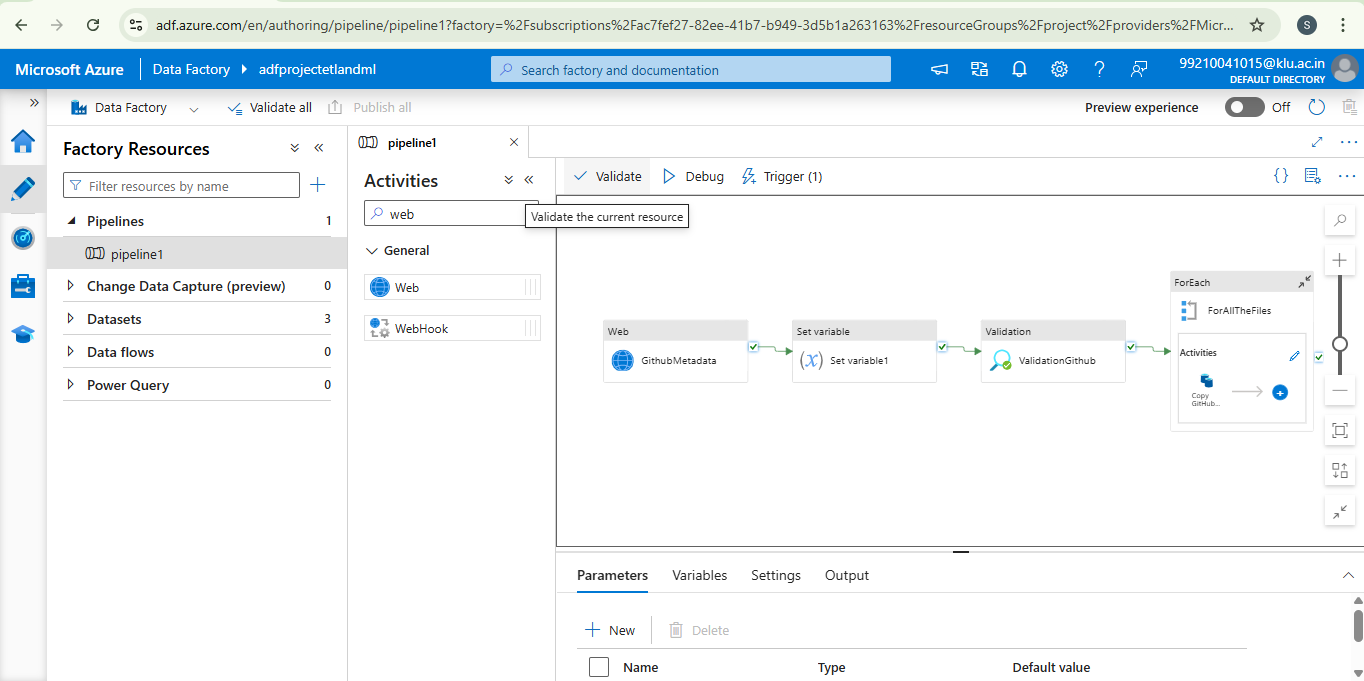 adf.azure.com/en/authoring/pipeline/pipeline1?factory=%2Fsubscriptions%2Fac7fef27-82ee-41b7-b949-3d5b1a263163%2FresourceGroups%2Fproject%2Fproviders%2FMicr...
S
Microsoft Azure
Data Factory
adfprojectetlandml
Search factory and documentation
99210041015@klu.ac.in
DEFAULT DIRECTORY
Data Factory
Validate all
Publish all
Preview experience
Off
Factory Resources
Filter resources by name
Pipelines
1
pipeline1
Change Data Capture (preview)
0
Datasets
3
Data flows
0
Power Query
0
pipeline1
Activities
web
General
Web
WebHook
Validate
Debug
Trigger (1)
Validate the current resource
Web
GithubMetadata
Set variable
(x)
Set variable1
Validation
ValidationGithub
ForEach
ForAllTheFiles
Activities
Copy
GitHub...
Parameters
Variables
Settings
Output
New
Delete
Name
Type
Default value